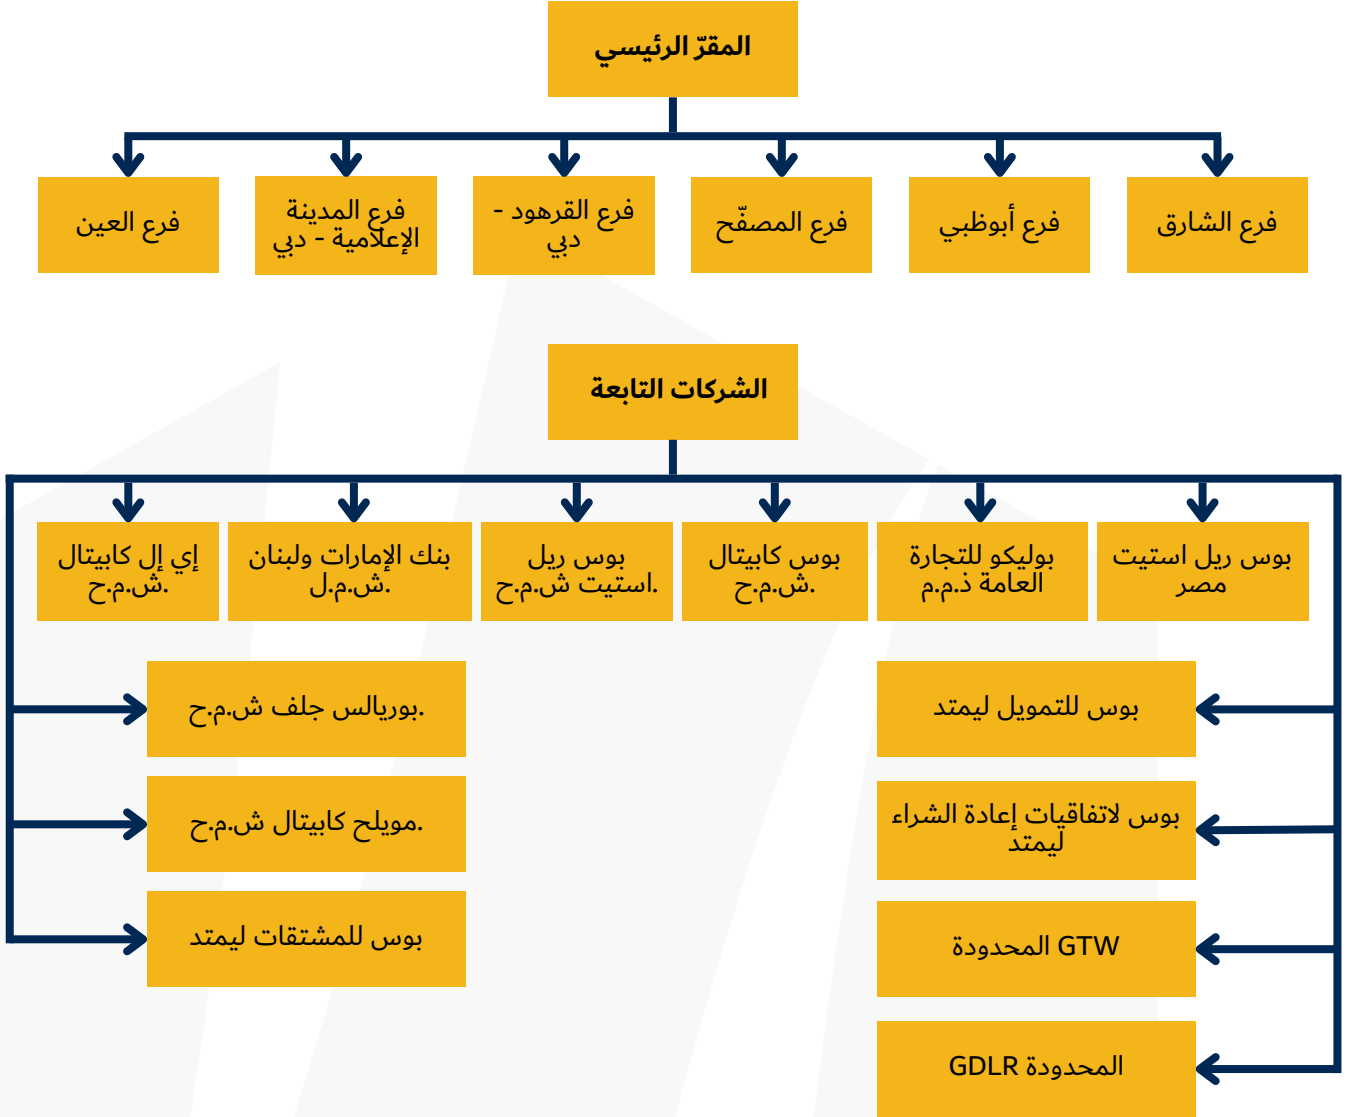 المقرّ الرئيسي
فرع الشارق
فرع أبوظبي
فرع المصفّح
فرع القرهود -
دبي
فرع المدينة
الإعلامية - دبي
فرع العين
الشركات التابعة
بوس ريل استيت
مصر
بوليكو للتجارة
العامة ذ.م.م
بوس كابيتال
.ش.م.ح
بوس ريل
.استيت ش.م.ح
بنك الإمارات ولبنان
.ش.م.ل
إي إل كابيتال
.ش.م.ح
بوس للتمويل ليمتد
.بوريالس جلف ش.م.ح
بوس لاتفاقيات إعادة الشراء
ليمتد
.مويلح كابيتال ش.م.ح
GTW المحدودة
بوس للمشتقات ليمتد
المحدودة GDLR